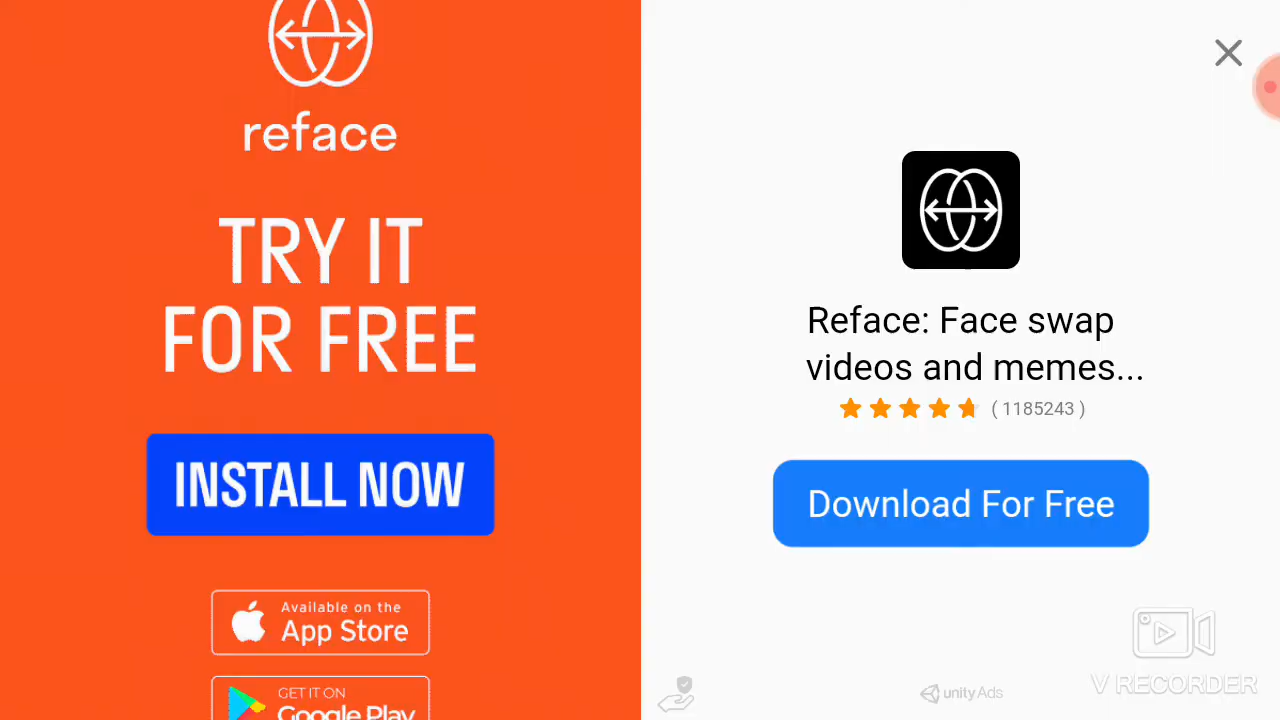 reface
TRY IT
FOR FREE
INSTALL NOW
Available on the
App Store
GET IT ON
Google Play
Reface: Face swap
videos and memes...
( 1185243 )
Download For Free
unity Ads
V RECORDER